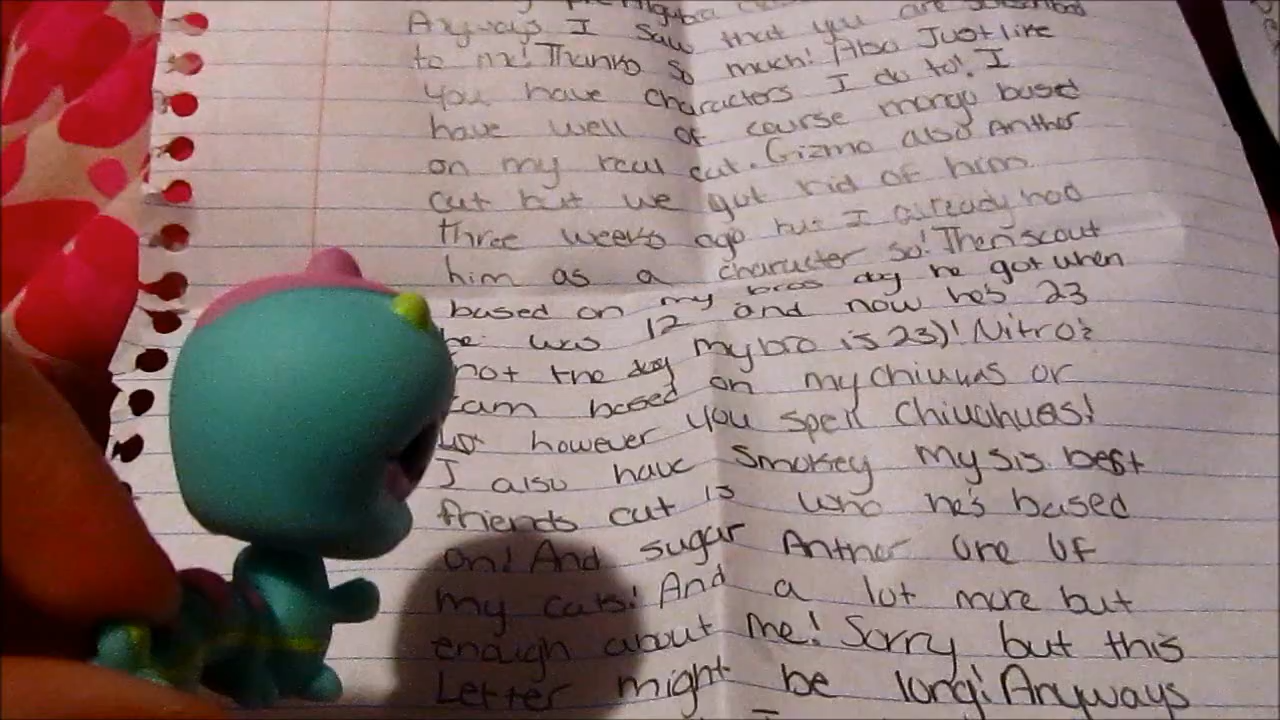 Anyways I saw that you are subscribed
to me! Thanks so much! Also Just like
you have characters I do to! I
have well of course mango based
on my real cat. Gizmo also Anther
cat but we got rid of him
three weeks ago but I already had
him as a character so! Then scout
based on my bros dog he got when
he was 12 and now he's 23
not the dog my bro is 23)! Nitro?
I am based on my chiuuas or
however you spell Chiuahuas!
I also have Smokey my sis best
friends cat is who he's based
on! And sugar Anther one of
my cats! And a lot more but
enough about me! Sorry but this
Letter might be long! Anyways